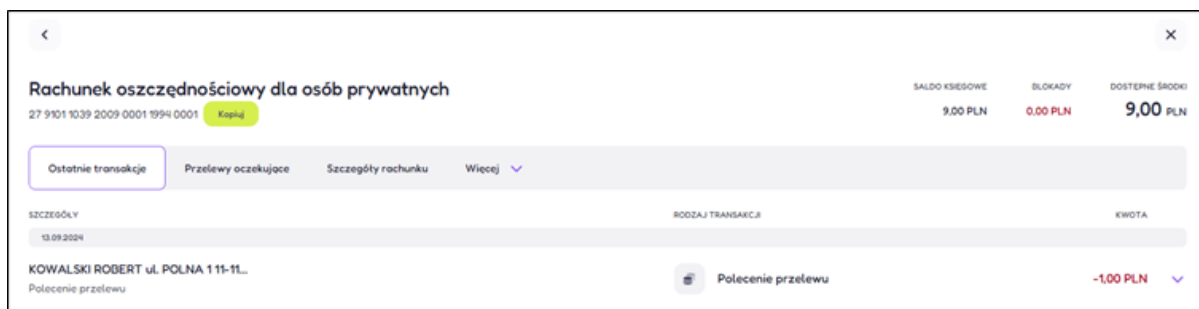 Rachunek oszczędnościowy dla osób prywatnych
27 9101 1039 2009 0001 1994 0001 Kopiuj
SALDO KSIĘGOWE BLOKADY DOSTĘPNE ŚRODKI
9,00 PLN 0,00 PLN 9,00 PLN
Ostatnie transakcje Przelewy oczekujące Szczegóły rachunku Więcej
SZCZEGÓŁY RODZAJ TRANSAKCJI KWOTA
13.09.2024
KOWALSKI ROBERT ul. POLNA 1 11-11...
Polecenie przelewu
Polecenie przelewu -1,00 PLN